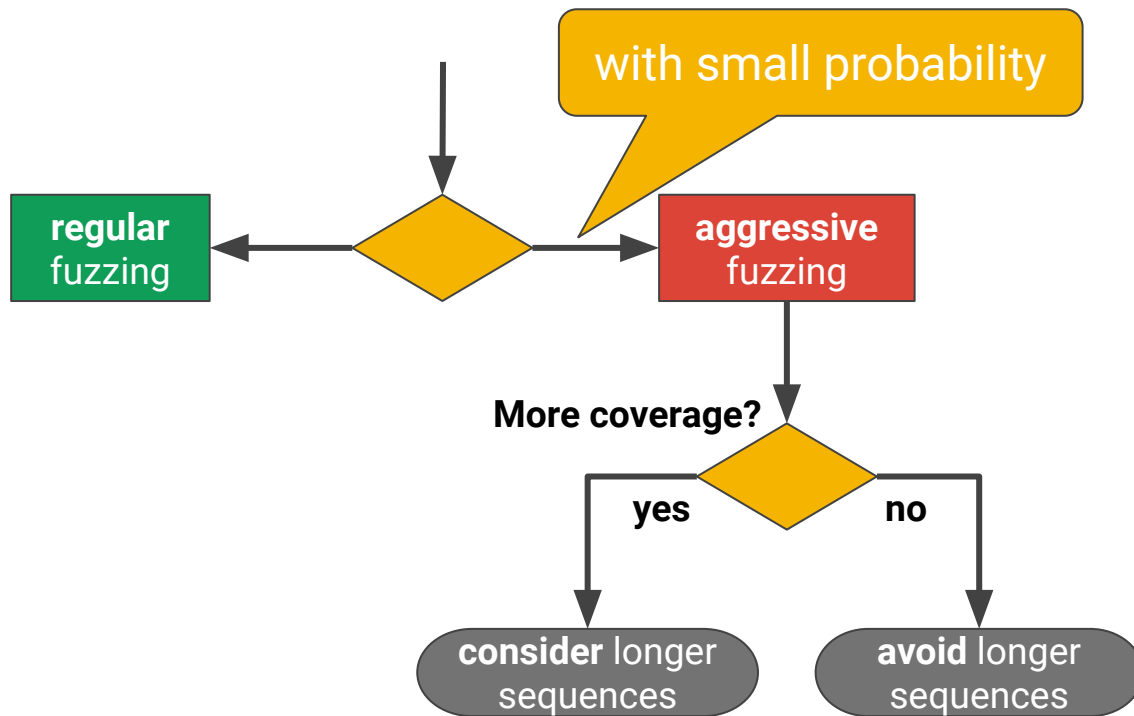 with small probability
regular
fuzzing
aggressive
fuzzing
More coverage?
yes
no
consider longer
sequences
avoid longer
sequences